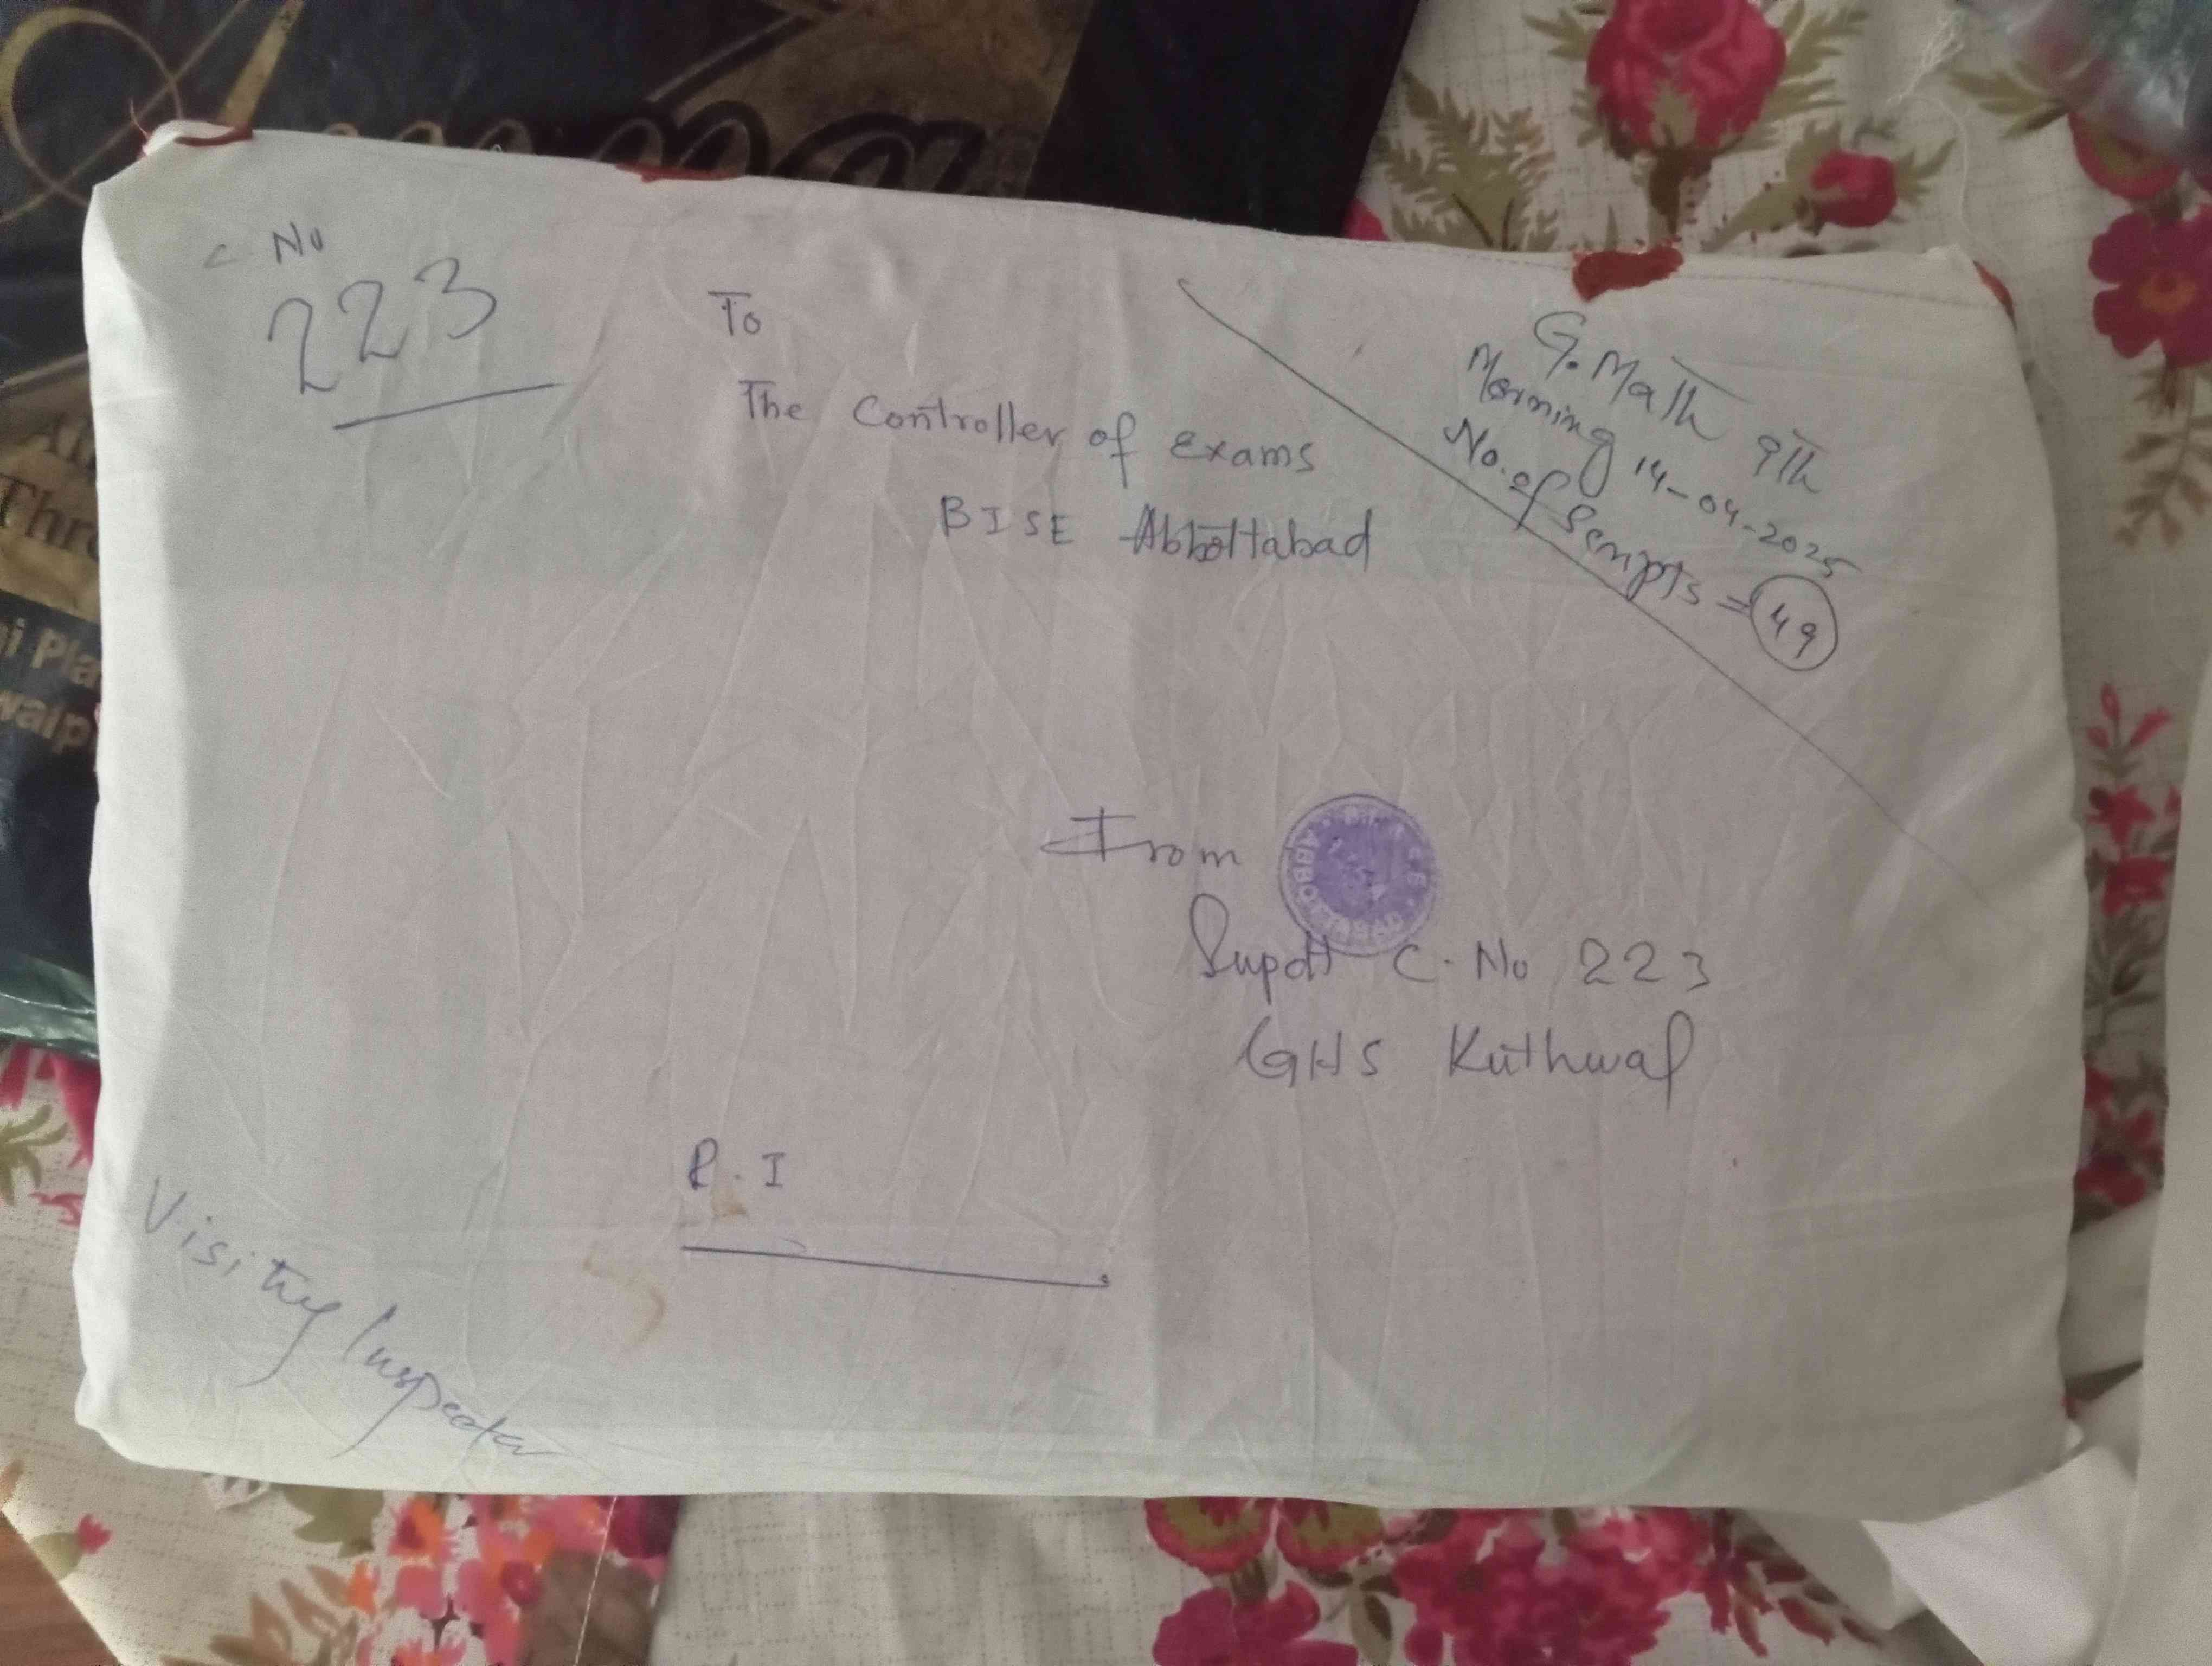 C. No
223
To
The Controller of Exams
BISE Abbottabad
G. Math 9Th
Morning 14-04-2025
No. of Scripts = 49
From
ABBOTTABAD
Supdt C. No 223
GHS Kuthwal
R. I
Visiting Inspector